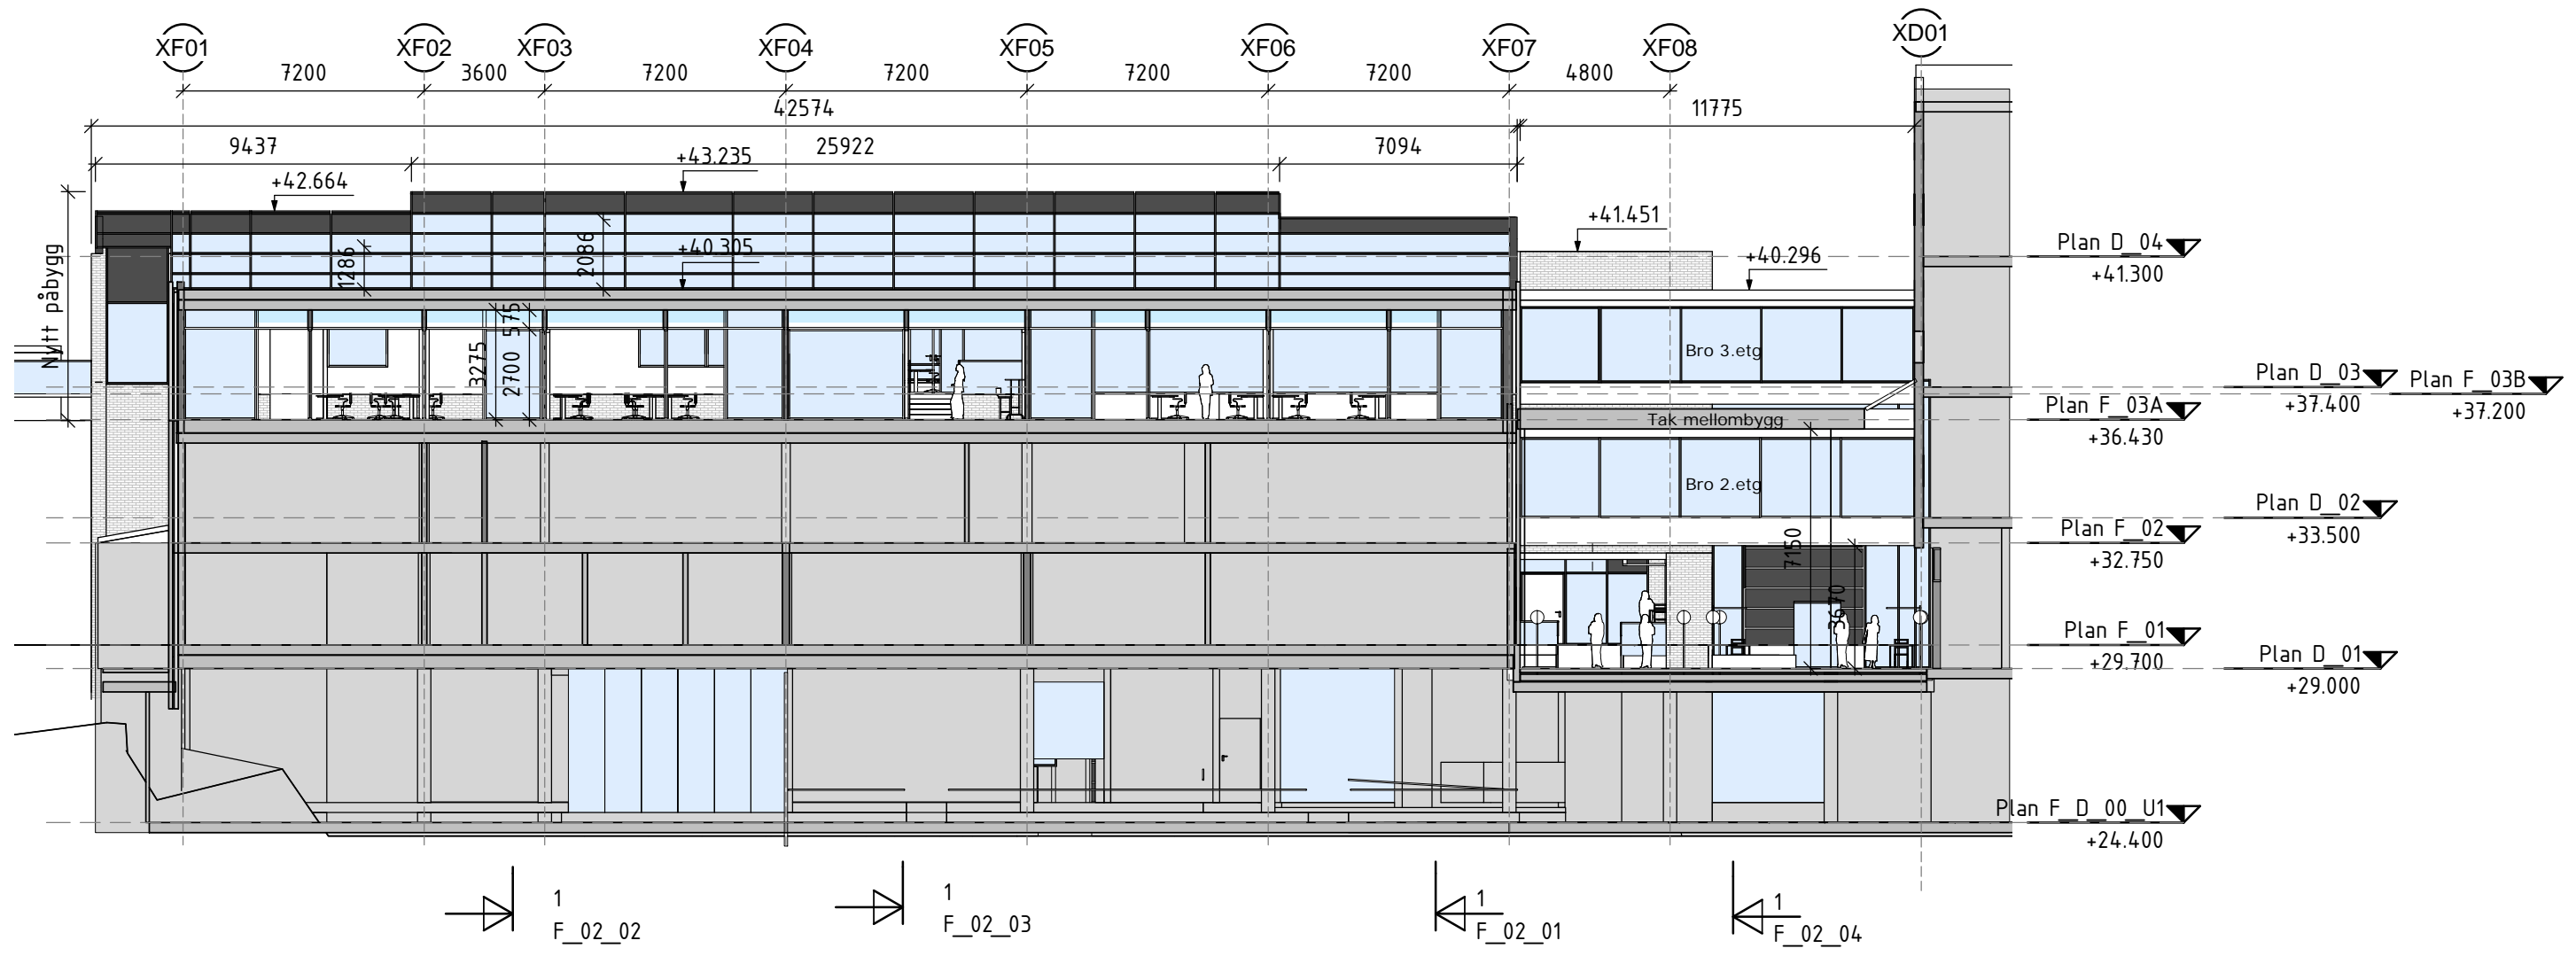 XF01 XF02 XF03 XF04 XF05 XF06 XF07 XF08 XD01
7200 3600 7200 7200 7200 7200 4800
42574 11775
9437 25922 7094
+43.235
+42.664
+41.451
+40.305
+40.296
1286
2086
Nytt påbygg
575
3275
2700
Bro 3.etg
Tak mellombygg
Bro 2.etg
7150
Plan D_04
+41.300
Plan D_03
+37.400
Plan F_03B
+37.200
Plan F_03A
+36.430
Plan D_02
+33.500
Plan F_02
+32.750
Plan F_01
+29.700
Plan D_01
+29.000
Plan F_D_00_U1
+24.400
1
F_02_02
1
F_02_03
1
F_02_01
1
F_02_04